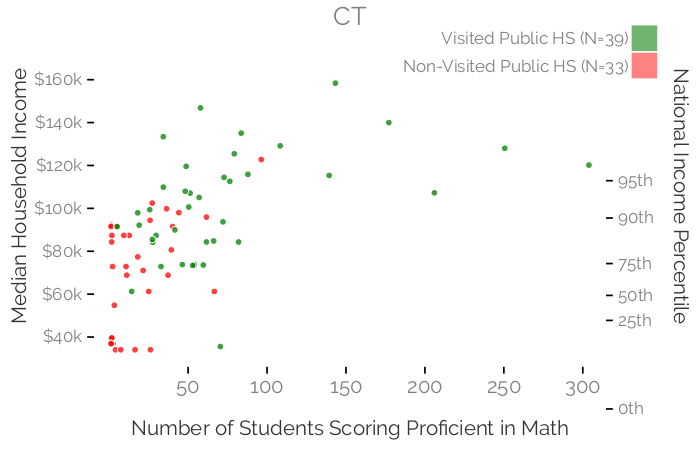 CT
Visited Public HS (N=39)
Non-Visited Public HS (N=33)
Median Household Income
$160k
$140k
$120k
$100k
$80k
$60k
$40k
National Income Percentile
95th
90th
75th
50th
25th
0th
50
100
150
200
250
300
Number of Students Scoring Proficient in Math